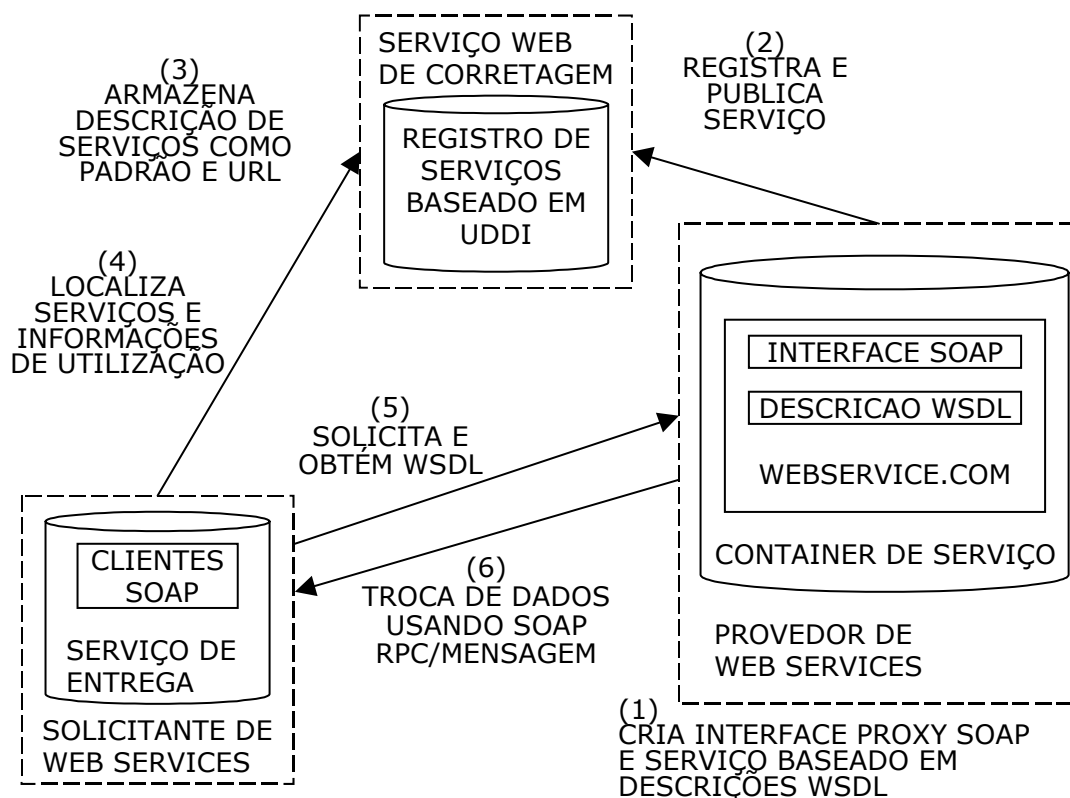 SERVIÇO WEB
DE CORRETAGEM
REGISTRO DE
SERVIÇOS
BASEADO EM
UDDI
(2)
REGISTRA E
PUBLICA
SERVIÇO
(3)
ARMAZENA
DESCRIÇÃO DE
SERVIÇOS COMO
PADRÃO E URL
(4)
LOCALIZA
SERVIÇOS E
INFORMAÇÕES
DE UTILIZAÇÃO
(5)
SOLICITA E
OBTÉM WSDL
INTERFACE SOAP
DESCRICAO WSDL
WEBSERVICE.COM
CONTAINER DE SERVIÇO
PROVEDOR DE
WEB SERVICES
CLIENTES
SOAP
SERVIÇO DE
ENTREGA
SOLICITANTE DE
WEB SERVICES
(6)
TROCA DE DADOS
USANDO SOAP
RPC/MENSAGEM
(1)
CRIA INTERFACE PROXY SOAP
E SERVIÇO BASEADO EM
DESCRIÇÕES WSDL